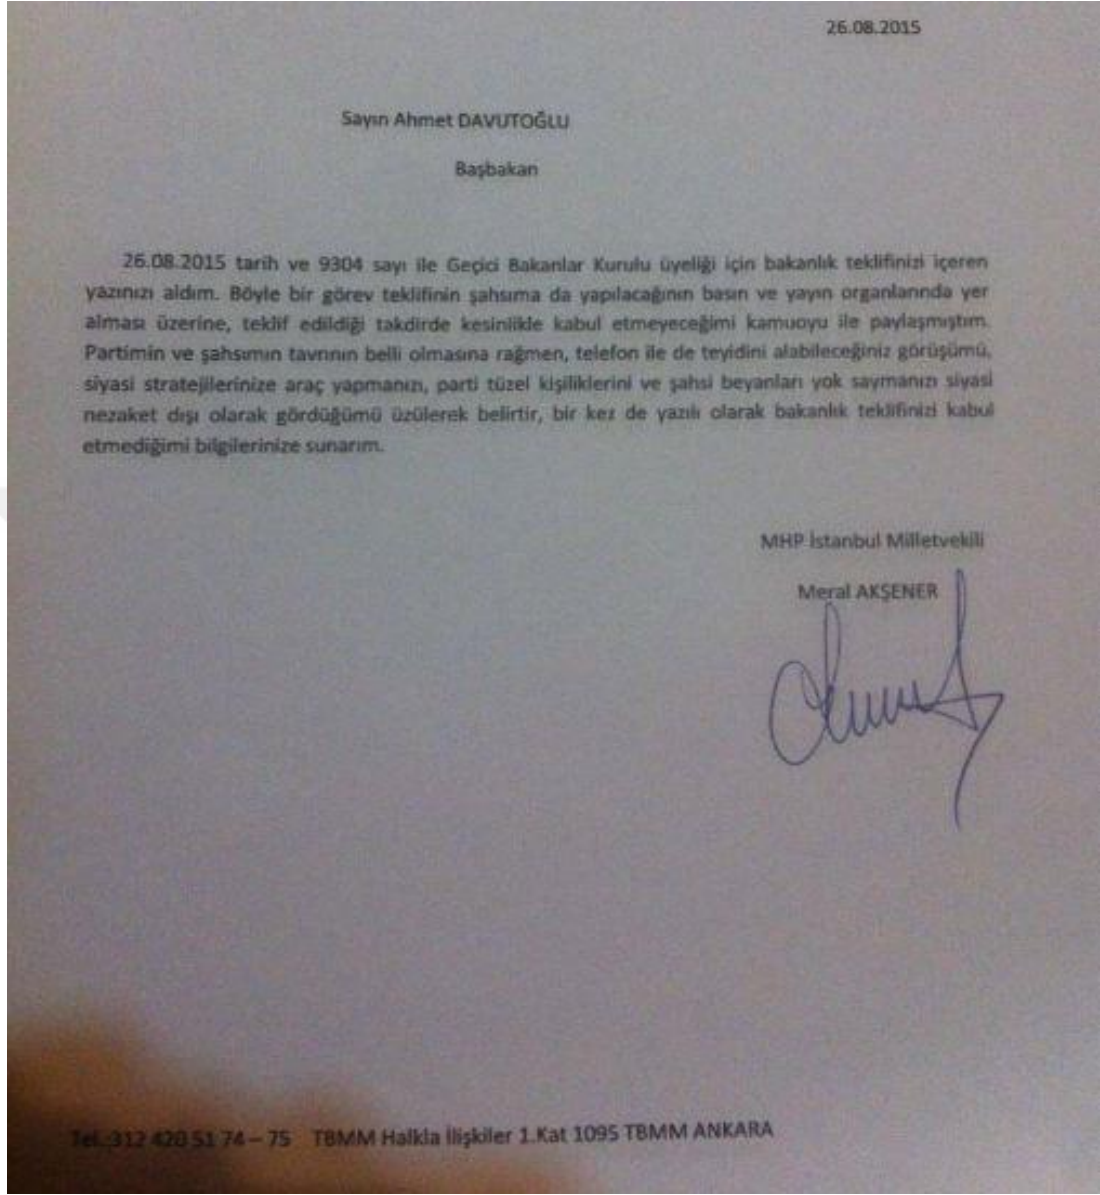 26.08.2015
Sayın Ahmet DAVUTOĞLU
Başbakan
26.08.2015 tarih ve 9304 sayı ile Geçici Bakanlar Kurulu üyeliği için bakanlık teklifinizi içeren
yazınızı aldım. Böyle bir görev teklifinin şahsıma da yapılacağının basın ve yayın organlarında yer
alması üzerine, teklif edildiği takdirde kesinlikle kabul etmeyeceğimi kamuoyu ile paylaşmıştım.
Partimin ve şahsımın tavrının belli olmasına rağmen, telefon ile de teyidini alabileceğiniz görüşümü,
siyasi stratejilerinize araç yapmanızı, parti tüzel kişiliklerini ve şahsi beyanları yok saymanızı siyasi
nezaket dışı olarak gördüğümü üzülerek belirtir, bir kez de yazılı olarak bakanlık teklifinizi kabul
etmediğimi bilgilerinize sunarım.
MHP İstanbul Milletvekili
Meral AKŞENER
Tel.:312 420 51 74 – 75 TBMM Halkla İlişkiler 1.Kat 1095 TBMM ANKARA